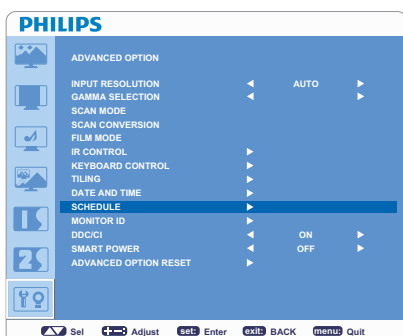 PHILIPS
ADVANCED OPTION
INPUT RESOLUTION AUTO
GAMMA SELECTION
SCAN MODE
SCAN CONVERSION
FILM MODE
IR CONTROL
KEYBOARD CONTROL
TILING
DATE AND TIME
SCHEDULE
MONITOR ID
DDC/CI ON
SMART POWER OFF
ADVANCED OPTION RESET
Sel Adjust set: Enter exit: BACK menu: Quit